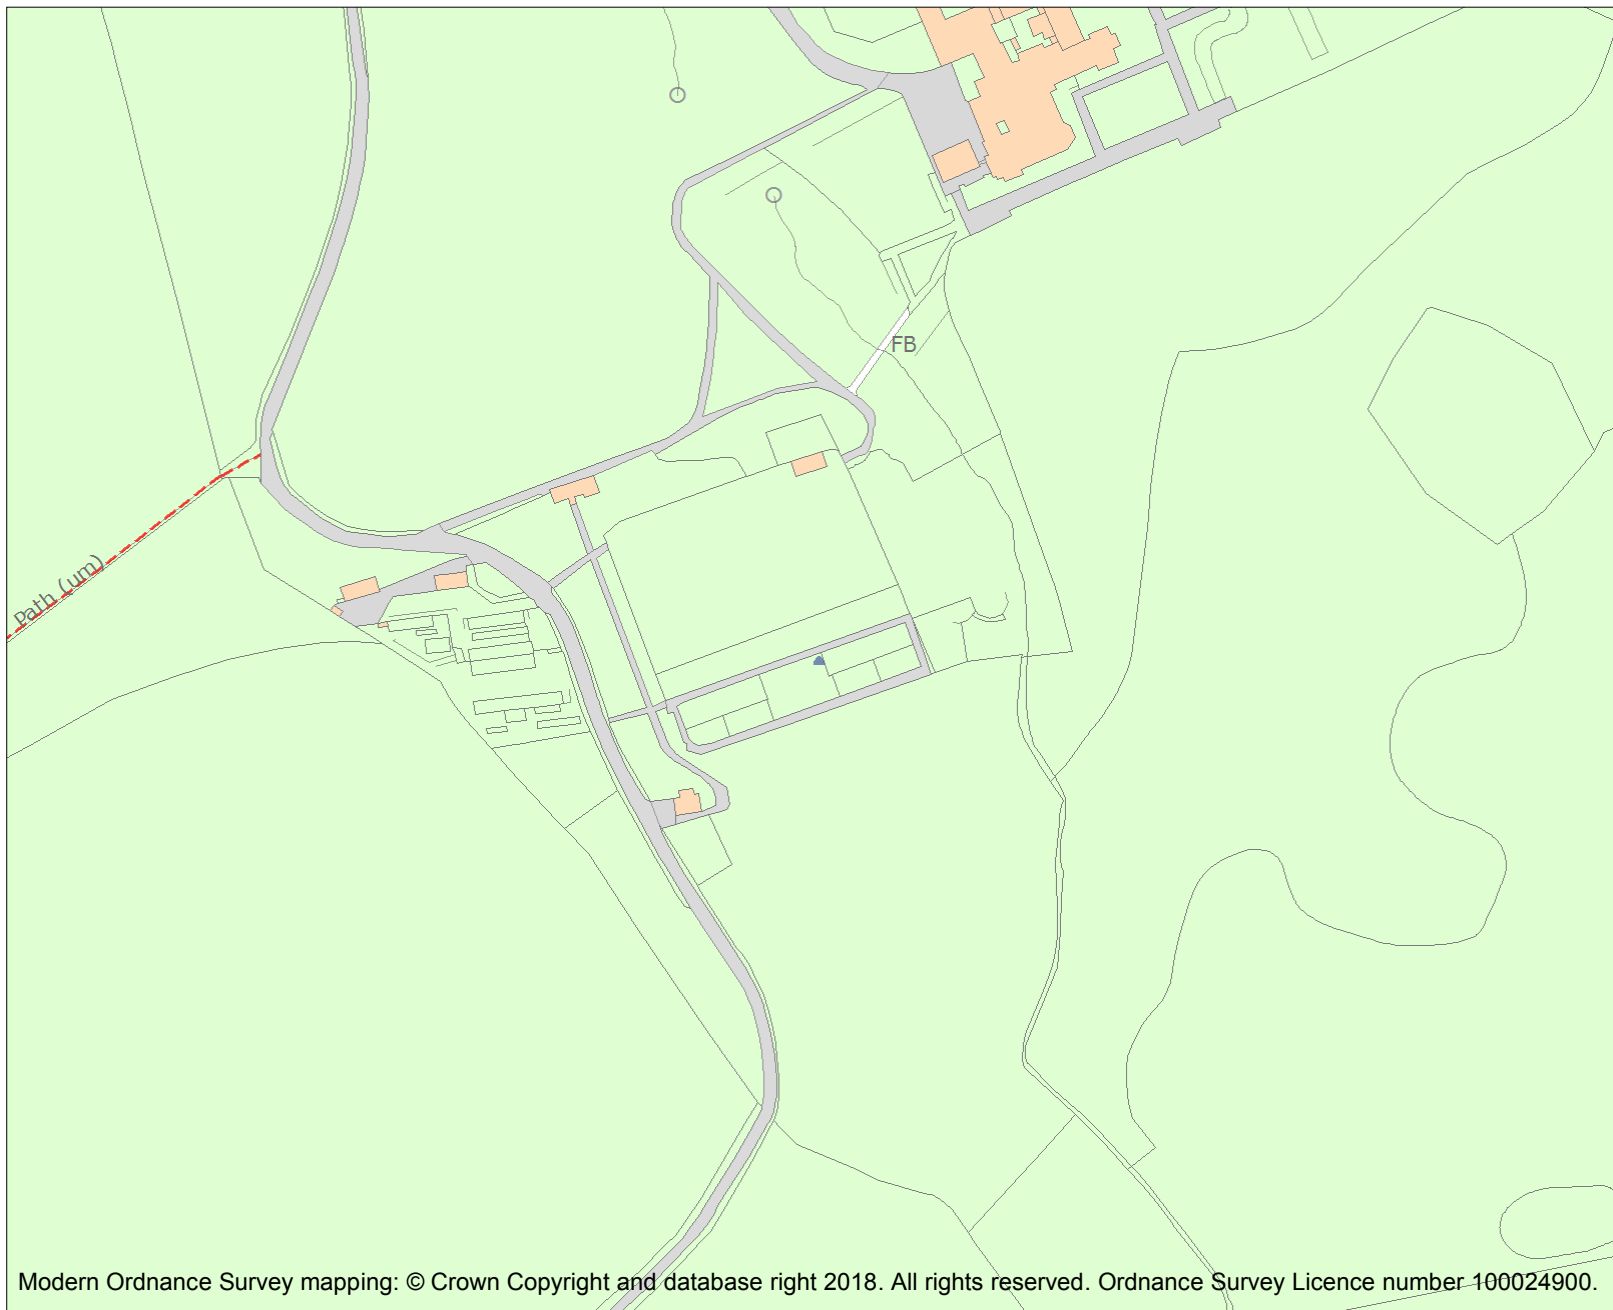 FB
Path (um)
Modern Ordnance Survey mapping: © Crown Copyright and database right 2018. All rights reserved. Ordnance Survey Licence number 100024900.